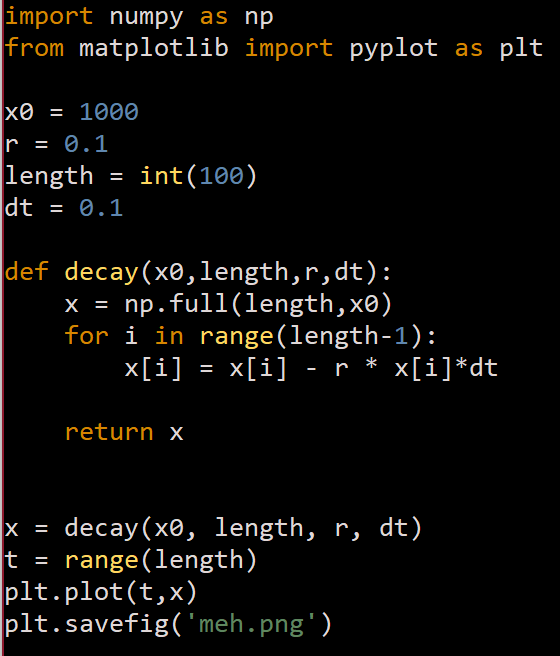 import numpy as np
from matplotlib import pyplot as plt
x0 = 1000
r = 0.1
length = int(100)
dt = 0.1
def decay(x0,length,r,dt):
    x = np.full(length,x0)
    for i in range(length-1):
        x[i] = x[i] - r * x[i]*dt
    return x
x = decay(x0, length, r, dt)
t = range(length)
plt.plot(t,x)
plt.savefig('meh.png')